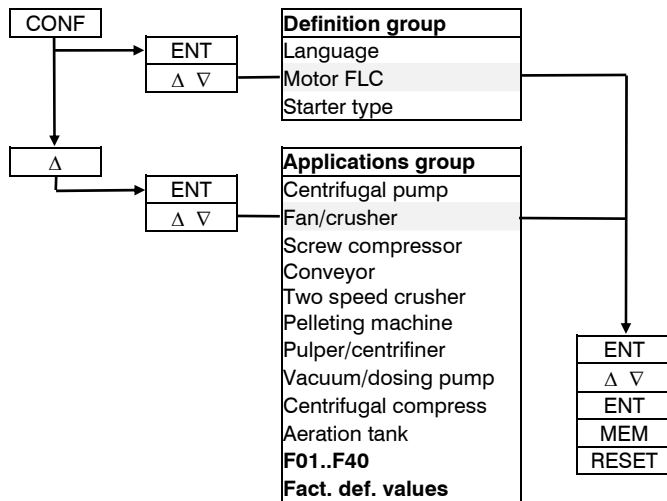 CONF
ENT
Δ ∇
Definition group
Language
Motor FLC
Starter type
Δ
ENT
Δ ∇
Applications group
Centrifugal pump
Fan/crusher
Screw compressor
Conveyor
Two speed crusher
Pelleting machine
Pulper/centrifiner
Vacuum/dosing pump
Centrifugal compress
Aeration tank
F01..F40
Fact. def. values
ENT
Δ ∇
ENT
MEM
RESET